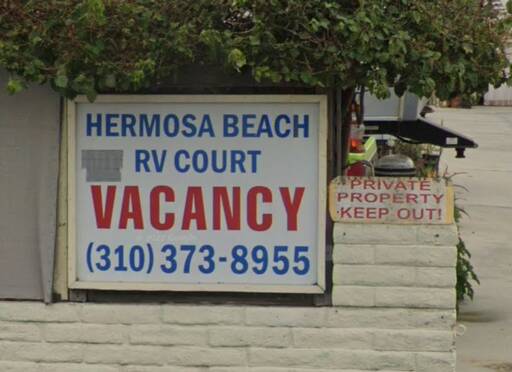 HERMOSA BEACH
RV COURT
VACANCY
(310) 373-8955
PRIVATE
PROPERTY
KEEP OUT!